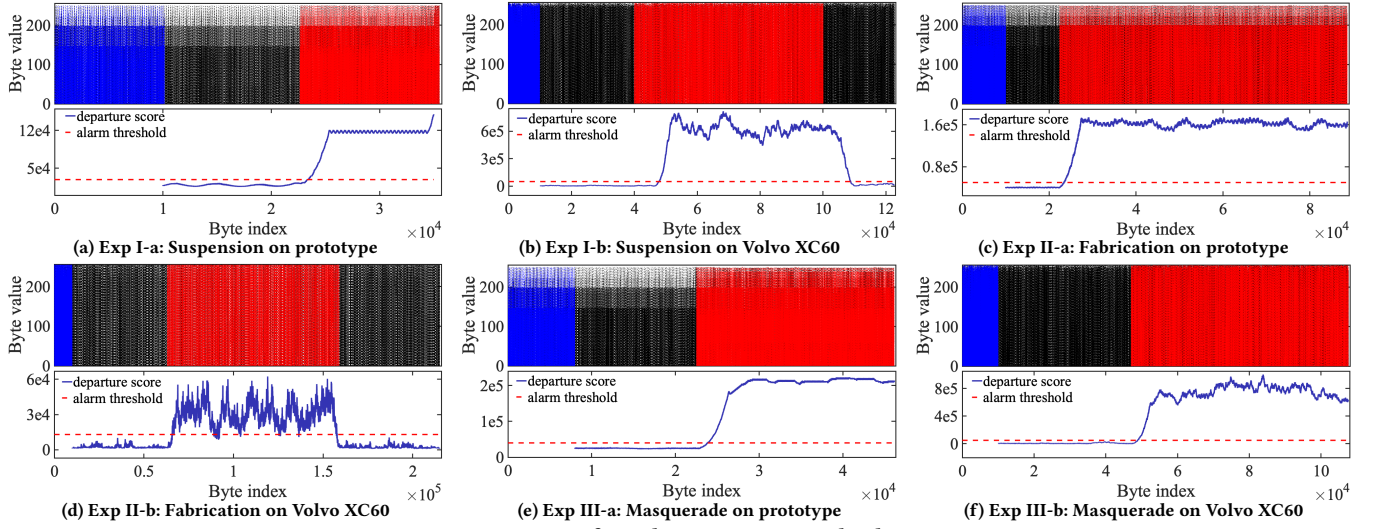 Byte value
200
100
0
departure score
alarm threshold
12e4
5e4
0 1 2 3
Byte index
×10^4
(a) Exp I-a: Suspension on prototype
Byte value
200
100
0
departure score
alarm threshold
6e5
3e5
0
0 2 4 6 8 10 12
Byte index
×10^4
(b) Exp I-b: Suspension on Volvo XC60
Byte value
200
100
0
departure score
alarm threshold
1.6e5
0.8e5
0 2 4 6 8
Byte index
×10^4
(c) Exp II-a: Fabrication on prototype
Byte value
200
100
0
departure score
alarm threshold
6e4
3e4
0
0 0.5 1 1.5 2
Byte index
×10^5
(d) Exp II-b: Fabrication on Volvo XC60
Byte value
200
100
0
departure score
alarm threshold
2e5
1e5
0
0 1 2 3 4
Byte index
×10^4
(e) Exp III-a: Masquerade on prototype
Byte value
200
100
0
departure score
alarm threshold
8e5
4e5
0
0 2 4 6 8 10
Byte index
×10^4
(f) Exp III-b: Masquerade on Volvo XC60